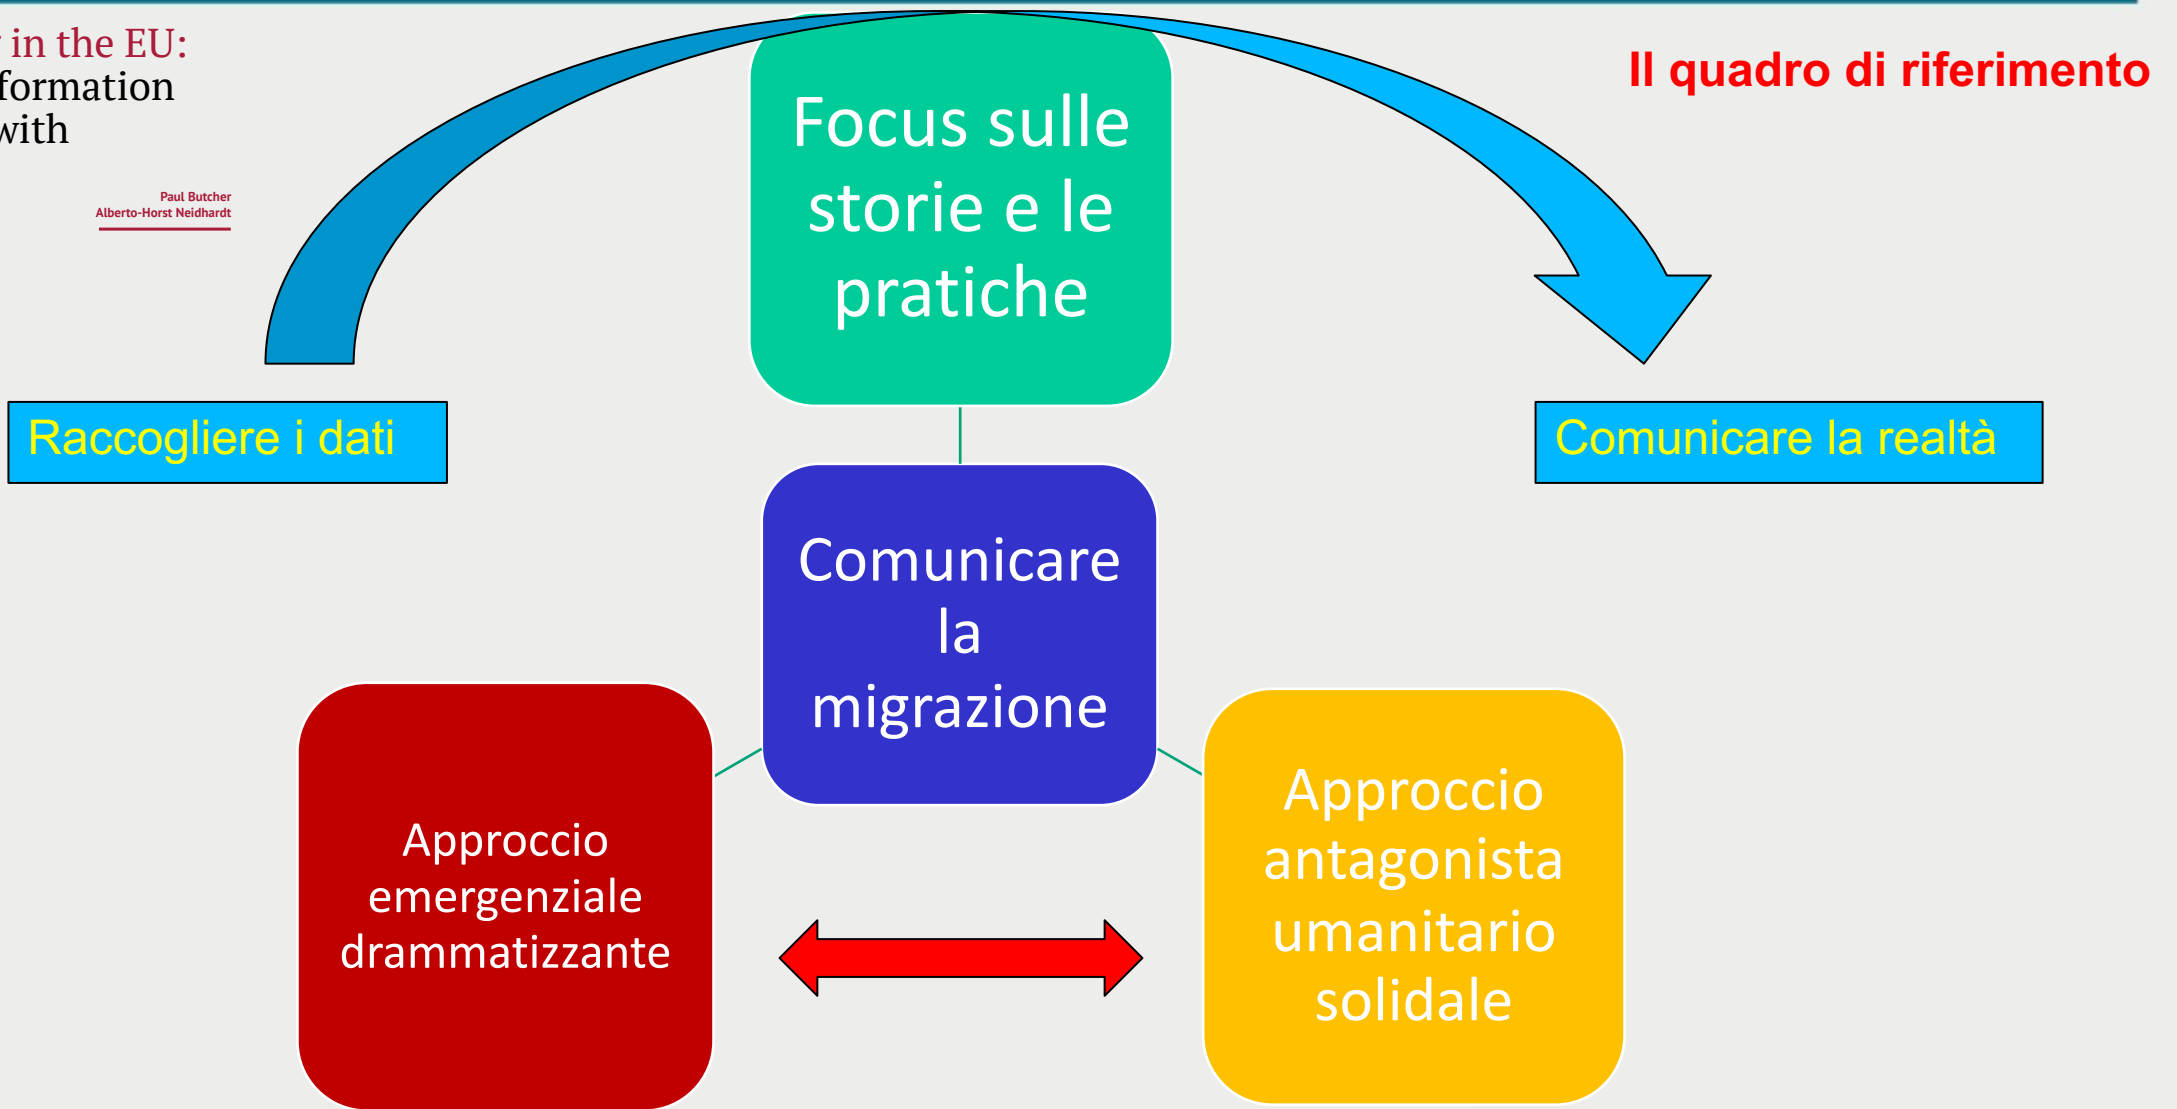 in the EU:
formation
with
Paul Butcher
Alberto-Horst Neidhardt
Il quadro di riferimento
Focus sulle
storie e le
pratiche
Raccogliere i dati
Comunicare la realtà
Comunicare
la
migrazione
Approccio
emergenziale
drammatizzante
Approccio
antagonista
umanitario
solidale